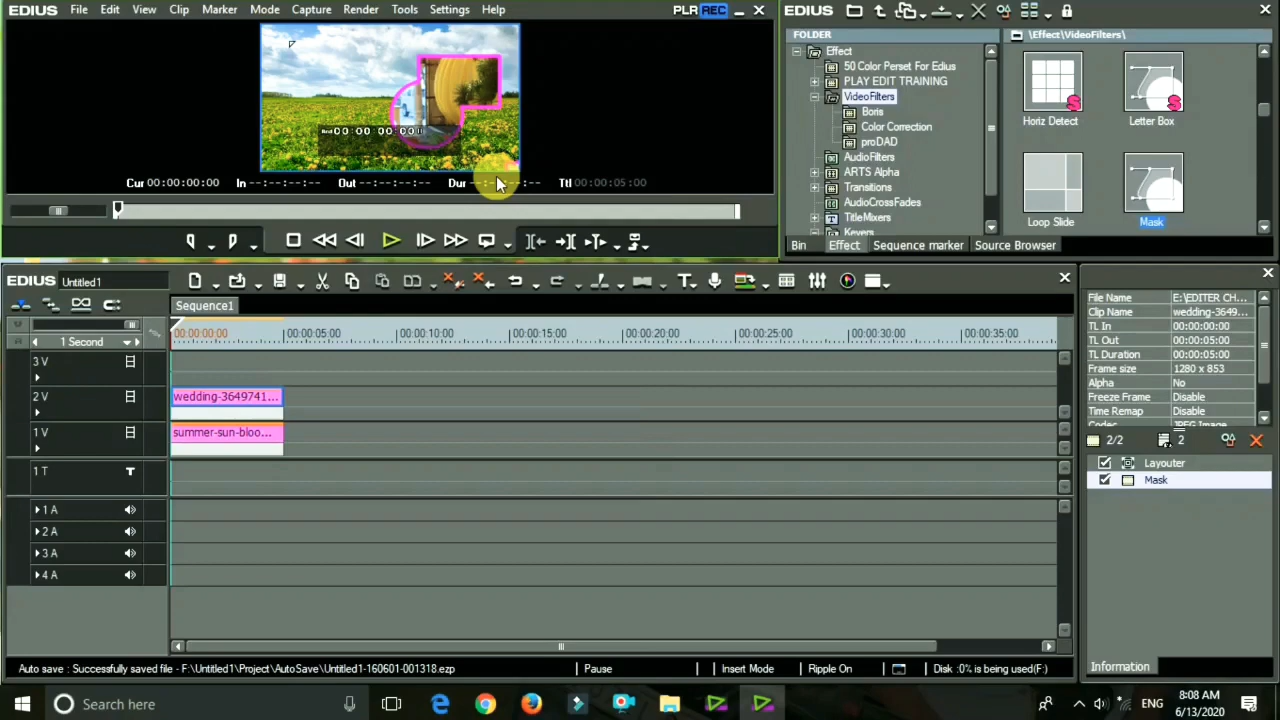 EDIUS File Edit View Clip Marker Mode Capture Render Tools Settings Help PLR REC
00:00:00:00
Cur 00:00:00:00 In --:--:--:-- Out --:--:--:-- Dur --:--:--:-- Ttl 00:00:05:00
EDIUS
FOLDER
Effect
50 Color Perset For Edius
PLAY EDIT TRAINING
VideoFilters
Boris
Color Correction
proDAD
AudioFilters
ARTS Alpha
Transitions
AudioCrossFades
TitleMixers
Keyers
\Effect\VideoFilters\
Horiz Detect Letter Box
Loop Slide Mask
Bin Effect Sequence marker Source Browser
EDIUS Untitled1
Sequence1
1 Second
00:00:00:00 00:00:05:00 00:00:10:00 00:00:15:00 00:00:20:00 00:00:25:00 00:00:35:00
3 V
2 V wedding-3649741...
1 V summer-sun-bloo...
1 T T
1 A
2 A
3 A
4 A
File Name E:\EDITER CH...
Clip Name wedding-3649...
TL In 00:00:00:00
TL Out 00:00:05:00
TL Duration 00:00:05:00
Frame size 1280 x 853
Alpha No
Freeze Frame Disable
Time Remap Disable
Codec JPEG Image
2/2 2
Layouter
Mask
Information
Auto save : Successfully saved file - F:\Untitled1\Project\AutoSave\Untitled1-160601-001318.ezp Pause Insert Mode Ripple On Disk :0% is being used(F:)
Search here ENG 8:08 AM
6/13/2020